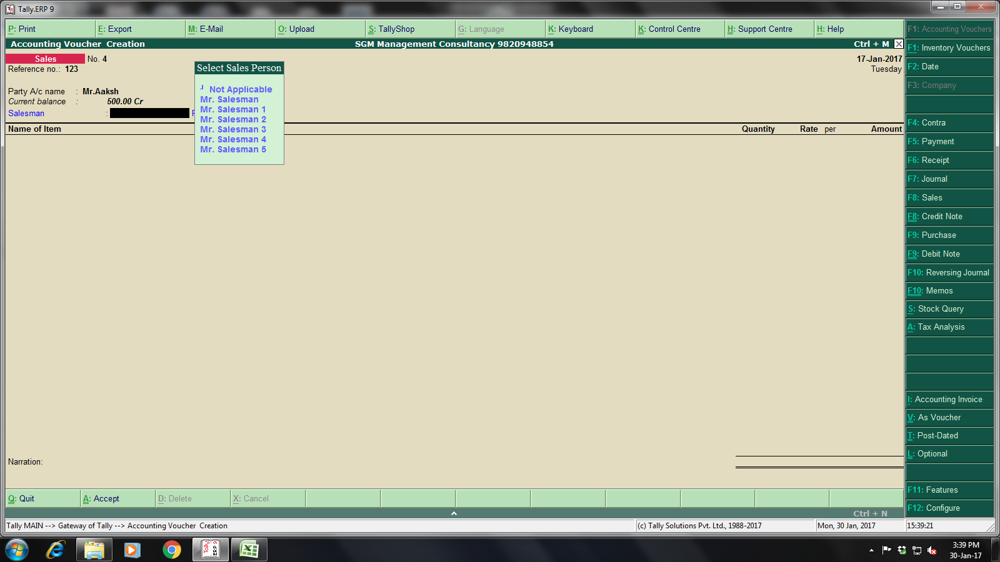 Tally.ERP 9
P: Print E: Export M: E-Mail O: Upload S: TallyShop G: Language K: Keyboard K: Control Centre H: Support Centre H: Help
Accounting Voucher Creation SGM Management Consultancy 9820948854 Ctrl + M
Sales No. 4 17-Jan-2017
Reference no.: 123 Tuesday
Party A/c name : Mr.Aaksh
Current balance : 500.00 Cr
Salesman :
Select Sales Person
Not Applicable
Mr. Salesman
Mr. Salesman 1
Mr. Salesman 2
Mr. Salesman 3
Mr. Salesman 4
Mr. Salesman 5
Name of Item Quantity Rate per Amount
Narration:
F1: Accounting Vouchers
F1: Inventory Vouchers
F2: Date
F3: Company
F4: Contra
F5: Payment
F6: Receipt
F7: Journal
F8: Sales
F8: Credit Note
F9: Purchase
F9: Debit Note
F10: Reversing Journal
F10: Memos
S: Stock Query
A: Tax Analysis
I: Accounting Invoice
V: As Voucher
T: Post-Dated
L: Optional
F11: Features
F12: Configure
Q: Quit A: Accept D: Delete X: Cancel
Ctrl + N
Tally MAIN --> Gateway of Tally --> Accounting Voucher Creation (c) Tally Solutions Pvt. Ltd., 1988-2017 Mon, 30 Jan, 2017 15:39:21
Tally ERP 9
3:39 PM
30-Jan-17